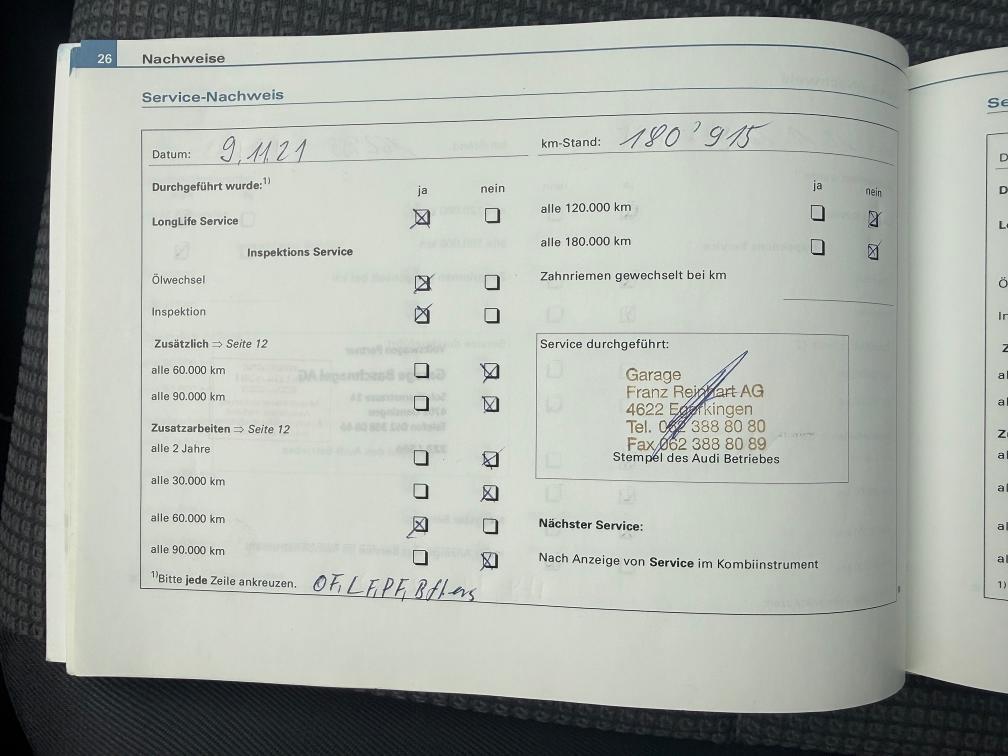 26 Nachweise
Service-Nachweis
Datum: 9.11.21
km-Stand: 180'915
Durchgeführt wurde:1)
ja nein
LongLife Service
Inspektions Service
Ölwechsel
Inspektion
Zusätzlich ⇒ Seite 12
alle 60.000 km
alle 90.000 km
Zusatzarbeiten ⇒ Seite 12
alle 2 Jahre
alle 30.000 km
alle 60.000 km
alle 90.000 km
1)Bitte jede Zeile ankreuzen. OF, LF, PF,
ja nein
alle 120.000 km
alle 180.000 km
Zahnriemen gewechselt bei km
Service durchgeführt:
Garage
Franz Reinhart AG
4622 Egerkingen
Tel. 062 388 80 80
Fax 062 388 80 89
Stempel des Audi Betriebes
Nächster Service:
Nach Anzeige von Service im Kombiinstrument